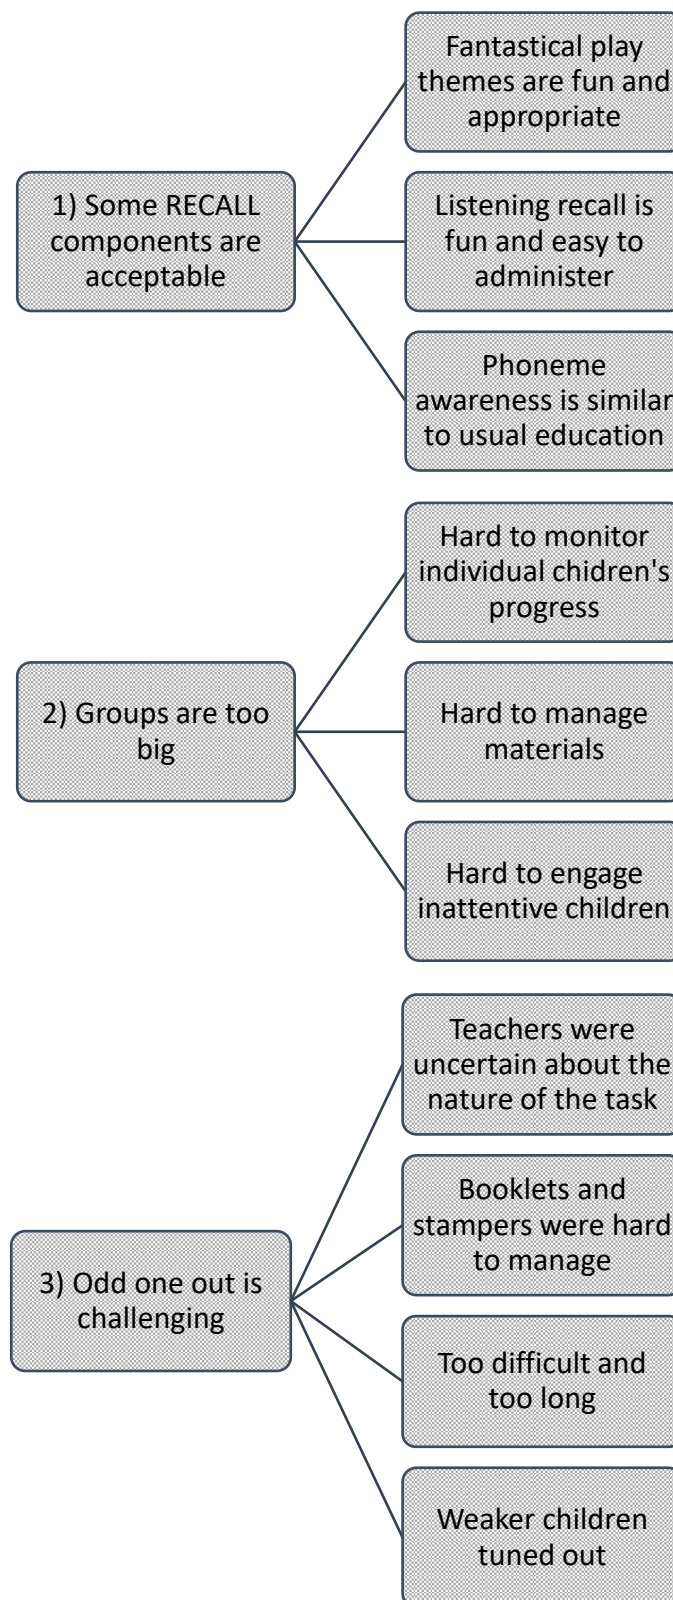 1) Some RECALL
components are
acceptable
Fantastical play
themes are fun and
appropriate
Listening recall is
fun and easy to
administer
Phoneme
awareness is similar
to usual education
2) Groups are too
big
Hard to monitor
individual chidren's
progress
Hard to manage
materials
Hard to engage
inattentive children
3) Odd one out is
challenging
Teachers were
uncertain about the
nature of the task
Booklets and
stampers were hard
to manage
Too difficult and
too long
Weaker children
tuned out